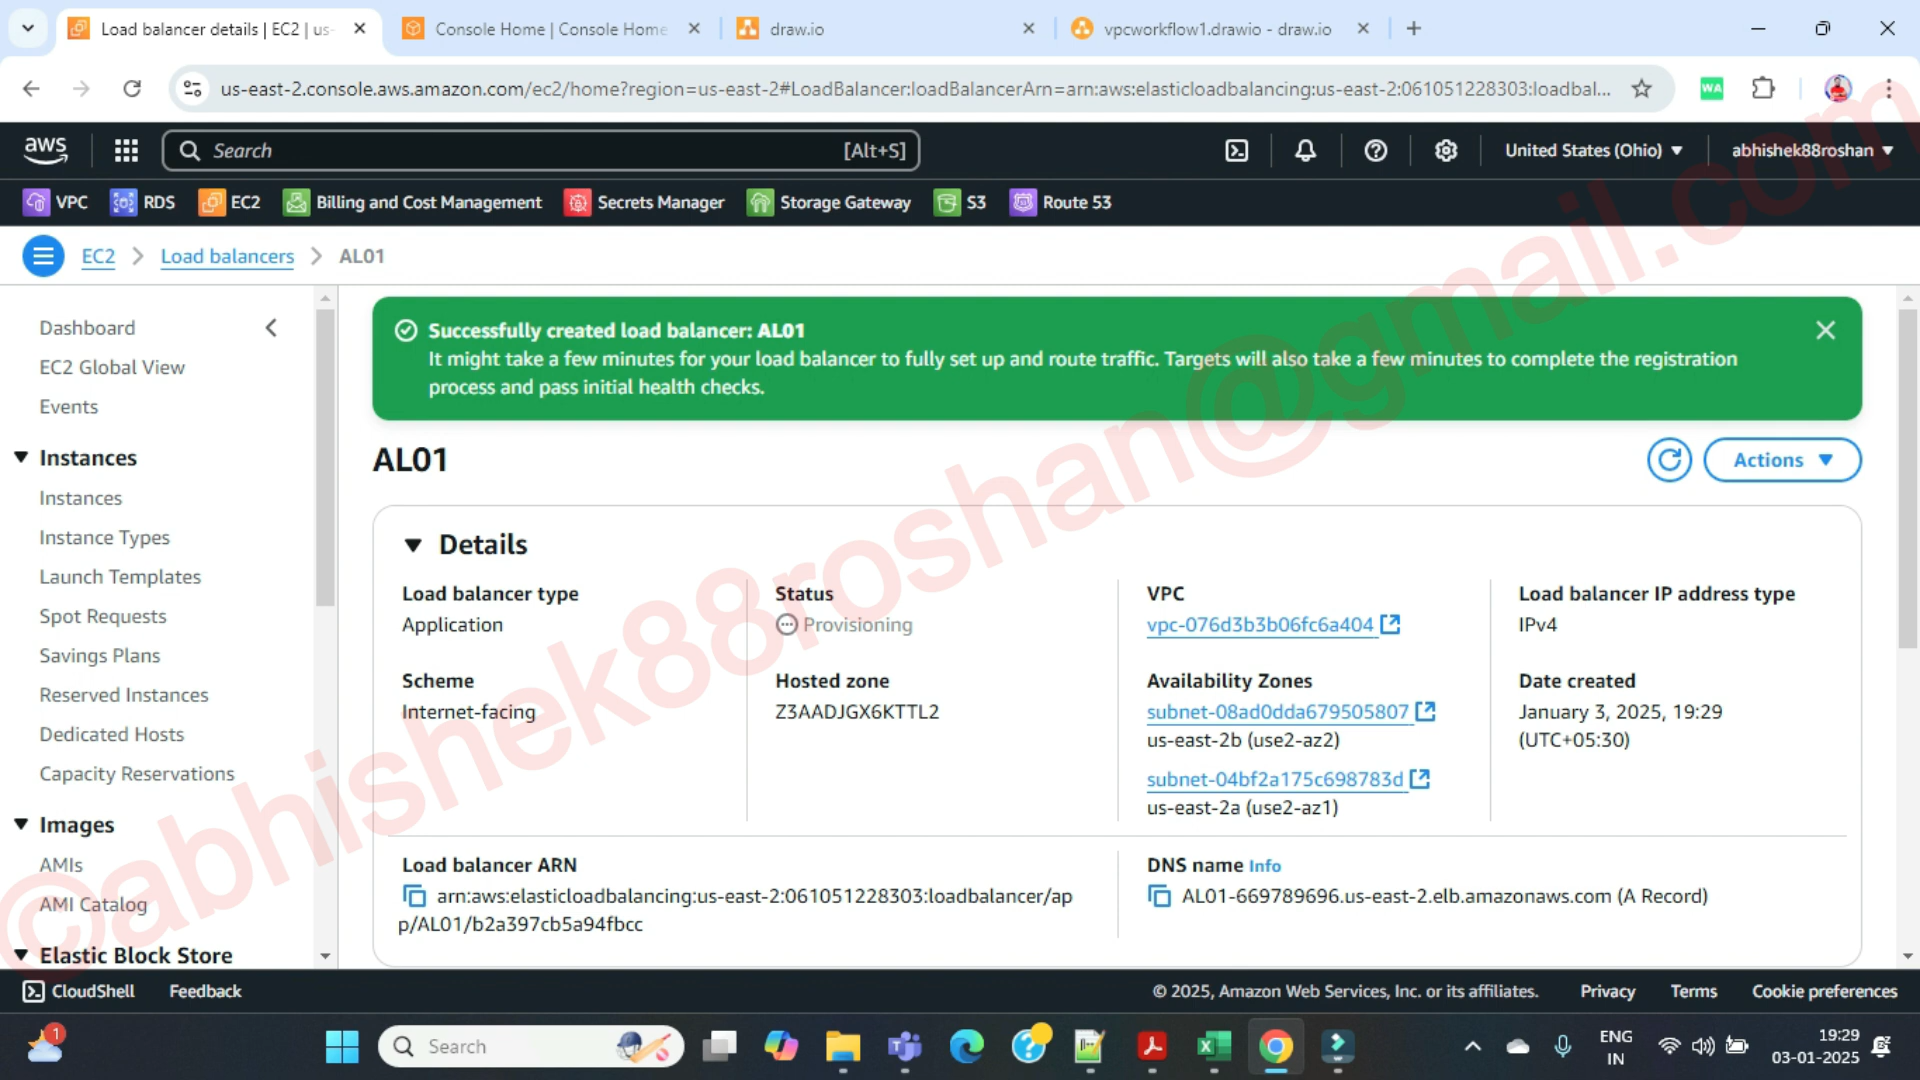 Load balancer details | EC2 | us-
Console Home | Console Home
draw.io
vpcworkflow1.drawio - draw.io
us-east-2.console.aws.amazon.com/ec2/home?region=us-east-2#LoadBalancer:loadBalancerArn=arn:aws:elasticloadbalancing:us-east-2:061051228303:loadbal...
WA
aws
Search [Alt+S]
United States (Ohio)
abhishek88roshan
VPC RDS EC2 Billing and Cost Management Secrets Manager Storage Gateway S3 Route 53
EC2 > Load balancers > AL01
Dashboard
EC2 Global View
Events
Instances
Instances
Instance Types
Launch Templates
Spot Requests
Savings Plans
Reserved Instances
Dedicated Hosts
Capacity Reservations
Images
AMIs
AMI Catalog
Elastic Block Store
Successfully created load balancer: AL01
It might take a few minutes for your load balancer to fully set up and route traffic. Targets will also take a few minutes to complete the registration
process and pass initial health checks.
AL01
Actions
Details
Load balancer type
Application
Status
Provisioning
VPC
vpc-076d3b3b06fc6a404
Load balancer IP address type
IPv4
Scheme
Internet-facing
Hosted zone
Z3AADJGX6KTTL2
Availability Zones
subnet-08ad0dda679505807
us-east-2b (use2-az2)
subnet-04bf2a175c698783d
us-east-2a (use2-az1)
Date created
January 3, 2025, 19:29
(UTC+05:30)
Load balancer ARN
arn:aws:elasticloadbalancing:us-east-2:061051228303:loadbalancer/ap
p/AL01/b2a397cb5a94fbcc
DNS name Info
AL01-669789696.us-east-2.elb.amazonaws.com (A Record)
©abhishek88roshan@gmail.com
CloudShell Feedback
© 2025, Amazon Web Services, Inc. or its affiliates. Privacy Terms Cookie preferences
1
Search
ENG
IN
19:29
03-01-2025